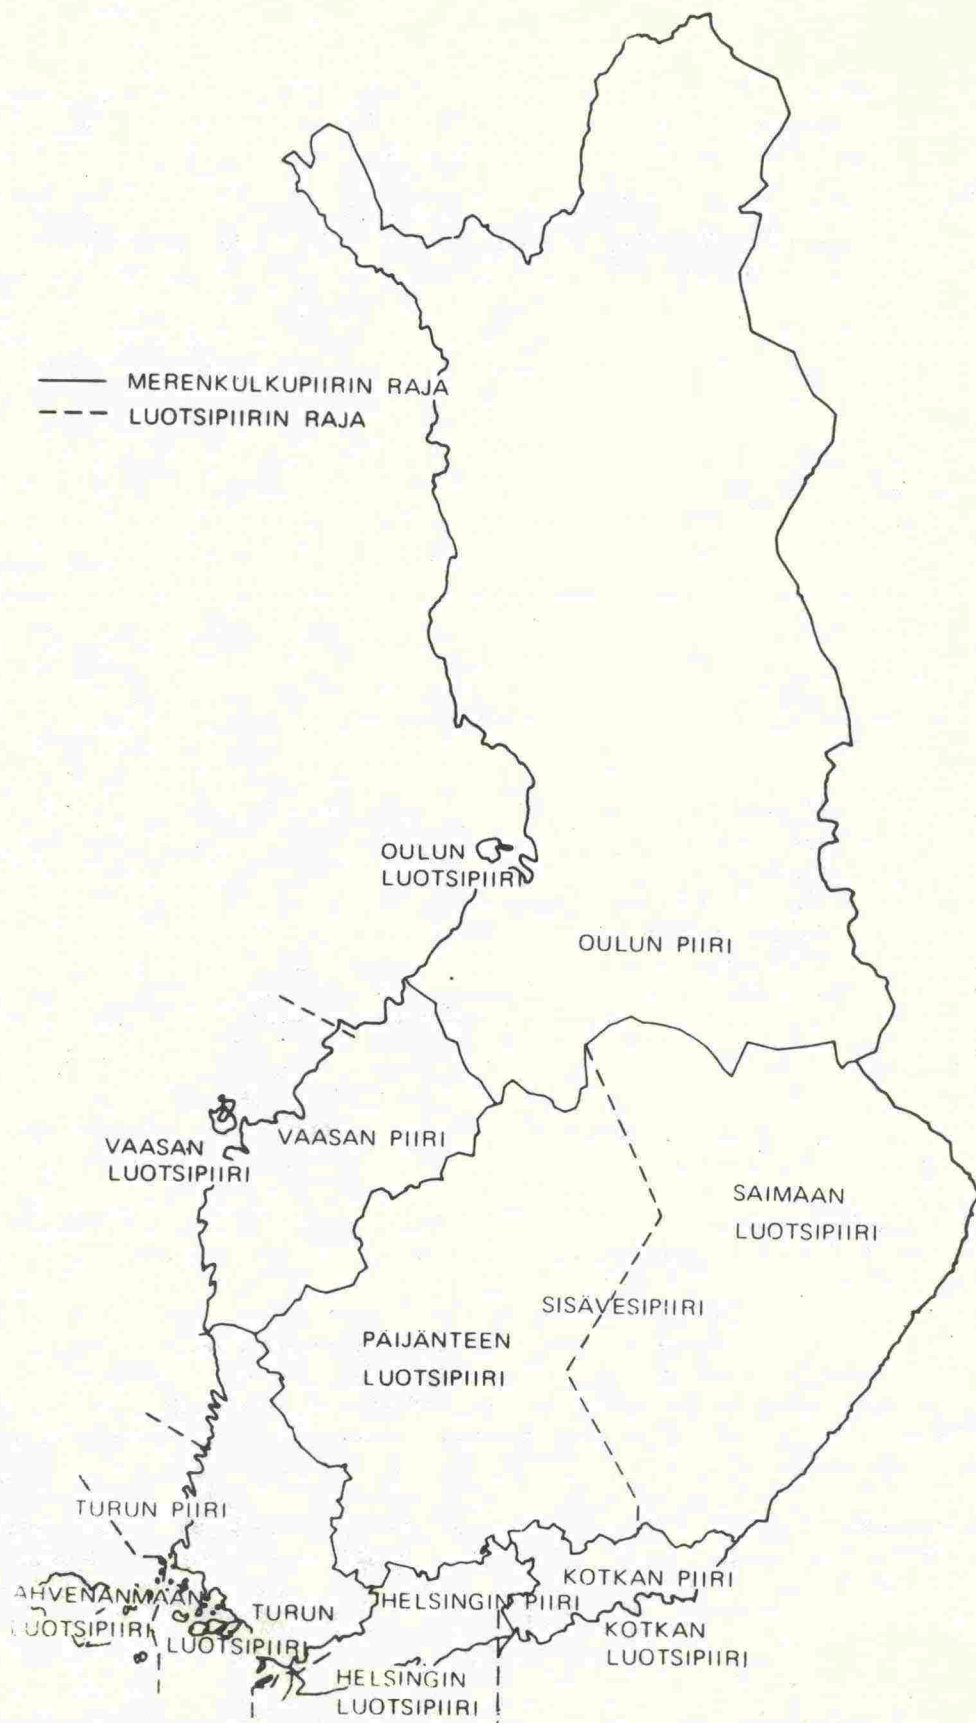 MERENKULKUPIIRIN RAJA
LUOTSIPIIRIN RAJA
OULUN
LUOTSIPIIRI
OULUN PIIRI
VAASAN PIIRI
VAASAN
LUOTSIPIIRI
SAIMAAN
LUOTSIPIIRI
SISÄVESIPIIRI
PÄIJÄNTEEN
LUOTSIPIIRI
TURUN PIIRI
AHVENANMAAN
LUOTSIPIIRI
TURUN
LUOTSIPIIRI
HELSINGIN PIIRI
KOTKAN PIIRI
KOTKAN
LUOTSIPIIRI
HELSINGIN
LUOTSIPIIRI